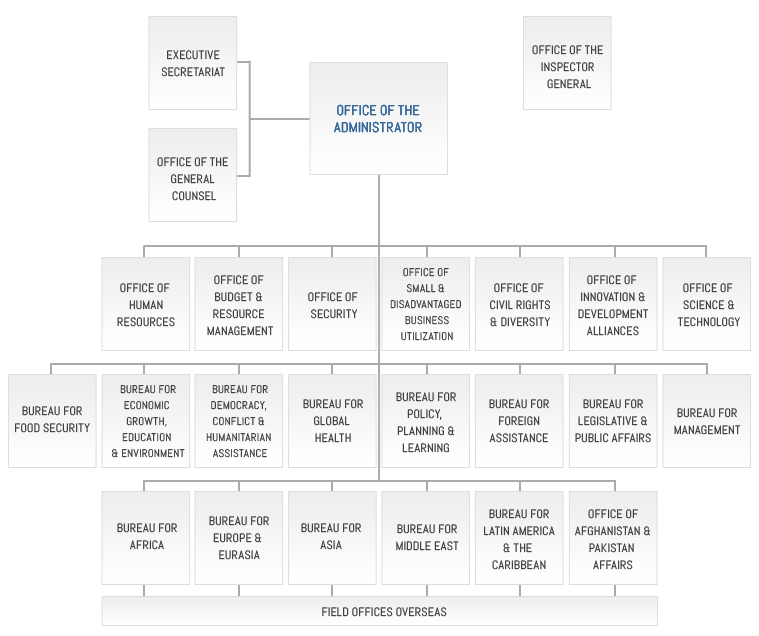 EXECUTIVE
SECRETARIAT
OFFICE OF THE
ADMINISTRATOR
OFFICE OF THE
INSPECTOR
GENERAL
OFFICE OF THE
GENERAL
COUNSEL
OFFICE OF
HUMAN
RESOURCES
OFFICE OF
BUDGET &
RESOURCE
MANAGEMENT
OFFICE OF
SECURITY
OFFICE OF
SMALL &
DISADVANTAGED
BUSINESS
UTILIZATION
OFFICE OF
CIVIL RIGHTS
& DIVERSITY
OFFICE OF
INNOVATION &
DEVELOPMENT
ALLIANCES
OFFICE OF
SCIENCE &
TECHNOLOGY
BUREAU FOR
FOOD SECURITY
BUREAU FOR
ECONOMIC
GROWTH,
EDUCATION
& ENVIRONMENT
BUREAU FOR
DEMOCRACY,
CONFLICT &
HUMANITARIAN
ASSISTANCE
BUREAU FOR
GLOBAL
HEALTH
BUREAU FOR
POLICY,
PLANNING &
LEARNING
BUREAU FOR
FOREIGN
ASSISTANCE
BUREAU FOR
LEGISLATIVE &
PUBLIC AFFAIRS
BUREAU FOR
MANAGEMENT
BUREAU FOR
AFRICA
BUREAU FOR
EUROPE &
EURASIA
BUREAU FOR
ASIA
BUREAU FOR
MIDDLE EAST
BUREAU FOR
LATIN AMERICA
& THE
CARIBBEAN
OFFICE OF
AFGHANISTAN &
PAKISTAN
AFFAIRS
FIELD OFFICES OVERSEAS